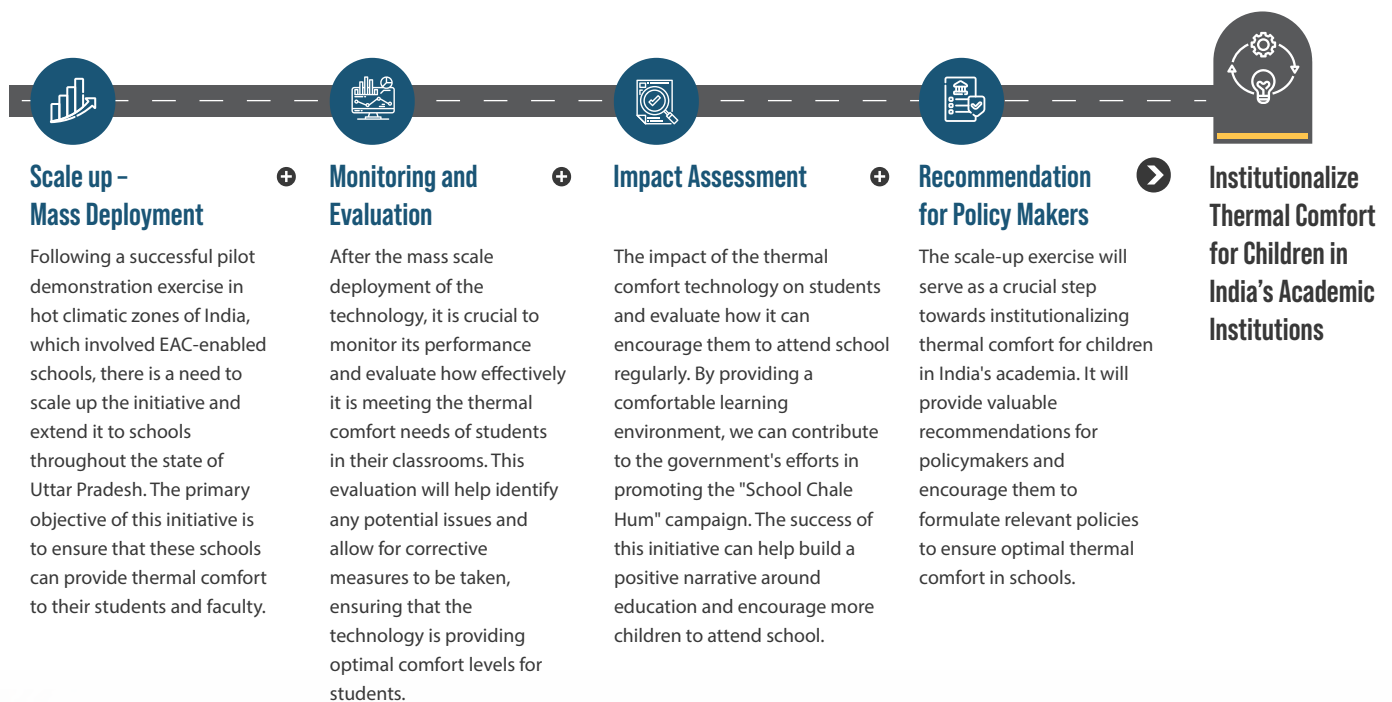 Scale up –
Mass Deployment
Following a successful pilot
demonstration exercise in
hot climatic zones of India,
which involved EAC-enabled
schools, there is a need to
scale up the initiative and
extend it to schools
throughout the state of
Uttar Pradesh. The primary
objective of this initiative is
to ensure that these schools
can provide thermal comfort
to their students and faculty.
Monitoring and
Evaluation
After the mass scale
deployment of the
technology, it is crucial to
monitor its performance
and evaluate how effectively
it is meeting the thermal
comfort needs of students
in their classrooms. This
evaluation will help identify
any potential issues and
allow for corrective
measures to be taken,
ensuring that the
technology is providing
optimal comfort levels for
students.
Impact Assessment
The impact of the thermal
comfort technology on students
and evaluate how it can
encourage them to attend school
regularly. By providing a
comfortable learning
environment, we can contribute
to the government's efforts in
promoting the "School Chale
Hum" campaign. The success of
this initiative can help build a
positive narrative around
education and encourage more
children to attend school.
Recommendation
for Policy Makers
The scale-up exercise will
serve as a crucial step
towards institutionalizing
thermal comfort for children
in India's academia. It will
provide valuable
recommendations for
policymakers and
encourage them to
formulate relevant policies
to ensure optimal thermal
comfort in schools.
Institutionalize
Thermal Comfort
for Children in
India’s Academic
Institutions